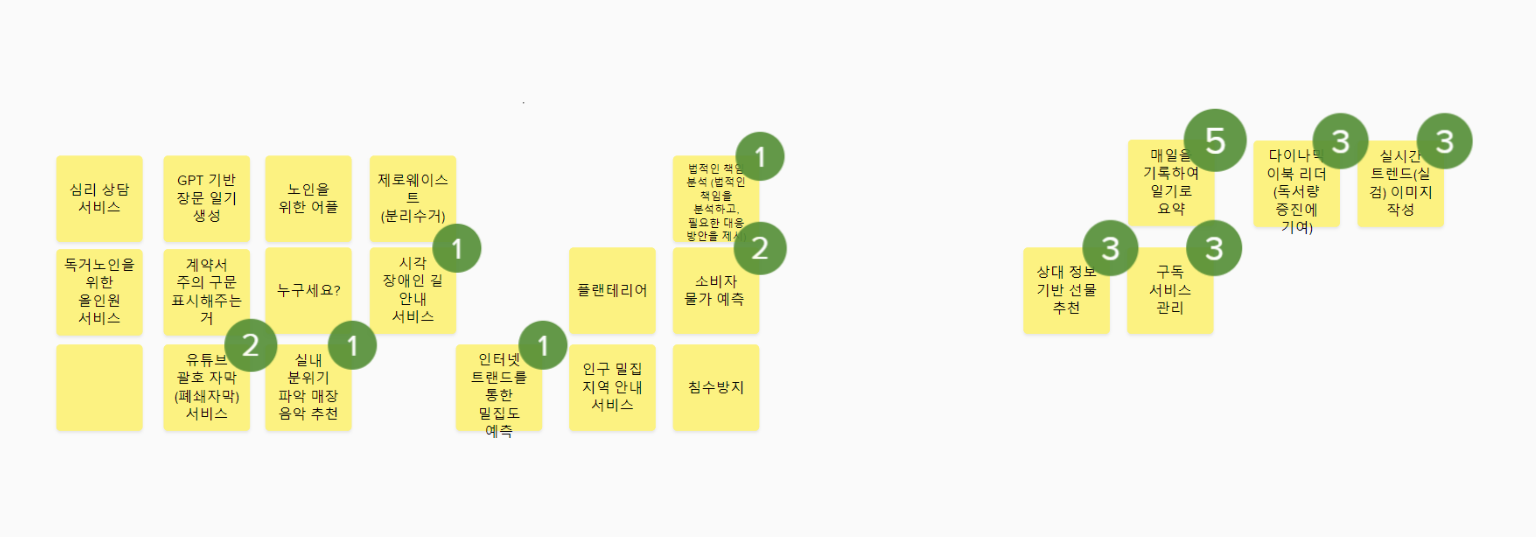 심리 상담
서비스
GPT 기반
장문 일기
생성
노인을
위한 어플
제로웨이스
트
(분리수거)
1
법적인 책임
분석 (법적인
책임을
분석하고,
필요한 대응
방안을 제시)
독거노인을
위한
올인원
서비스
계약서
주의 구문
표시해주는
거
누구세요?
1
시각
장애인 길
안내
서비스
플랜테리어
2
소비자
물가 예측
2
유튜브
괄호 자막
(폐쇄자막)
서비스
1
실내
분위기
파악 매장
음악 추천
1
인터넷
트랜드를
통한
밀집도
예측
인구 밀집
지역 안내
서비스
침수방지
5
매일을
기록하여
일기로
요약
3
다이나믹
이북 리더
(독서량
증진에
기여)
3
실시간
트렌드(실
검) 이미지
작성
3
상대 정보
기반 선물
추천
3
구독
서비스
관리